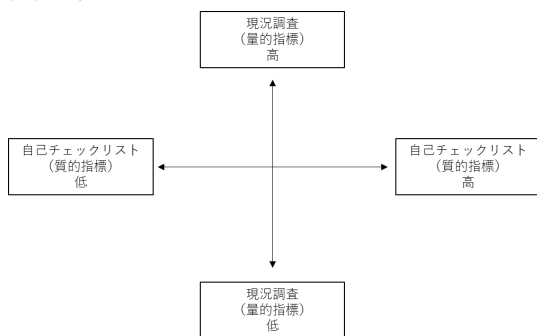 現況調査
(量的指標)
高
自己チェックリスト
(質的指標)
低
自己チェックリスト
(質的指標)
高
現況調査
(量的指標)
低